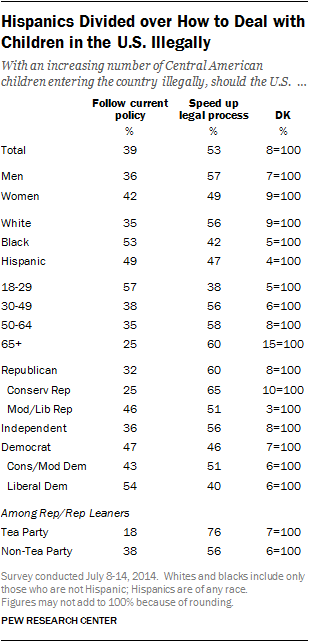 Hispanics Divided over How to Deal with
Children in the U.S. Illegally
With an increasing number of Central American
children entering the country illegally, should the U.S. ...
Follow current policy Speed up legal process DK
% % %
Total 39 53 8=100
Men 36 57 7=100
Women 42 49 9=100
White 35 56 9=100
Black 53 42 5=100
Hispanic 49 47 4=100
18-29 57 38 5=100
30-49 38 56 6=100
50-64 35 58 8=100
65+ 25 60 15=100
Republican 32 60 8=100
Conserv Rep 25 65 10=100
Mod/Lib Rep 46 51 3=100
Independent 36 56 8=100
Democrat 47 46 7=100
Cons/Mod Dem 43 51 6=100
Liberal Dem 54 40 6=100
Among Rep/Rep Leaners
Tea Party 18 76 7=100
Non-Tea Party 38 56 6=100
Survey conducted July 8-14, 2014. Whites and blacks include only
those who are not Hispanic; Hispanics are of any race.
Figures may not add to 100% because of rounding.
PEW RESEARCH CENTER